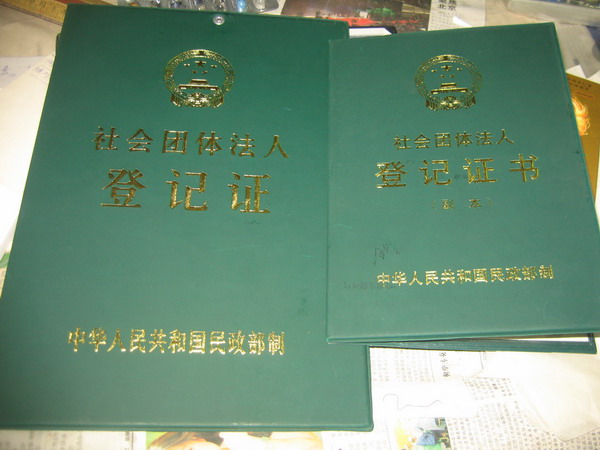 社会团体法人
登记证
中华人民共和国民政部制
社会团体法人
登记证书
(副本)
中华人民共和国民政部制